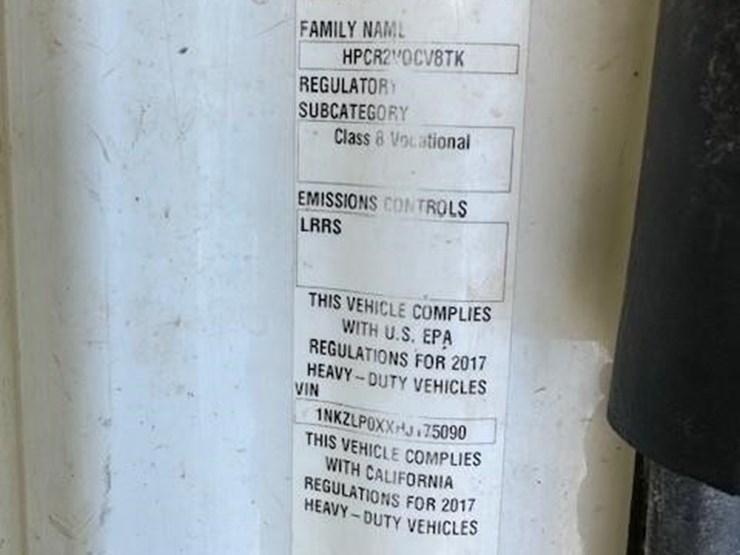 FAMILY NAME
REGULATORY
SUBCATEGORY
Class 8 Vocational
EMISSIONS CONTROLS
LRRS
THIS VEHICLE COMPLIES
WITH U.S. EPA
REGULATIONS FOR 2017
HEAVY-DUTY VEHICLES
VIN
THIS VEHICLE COMPLIES
WITH CALIFORNIA
REGULATIONS FOR 2017
HEAVY-DUTY VEHICLES